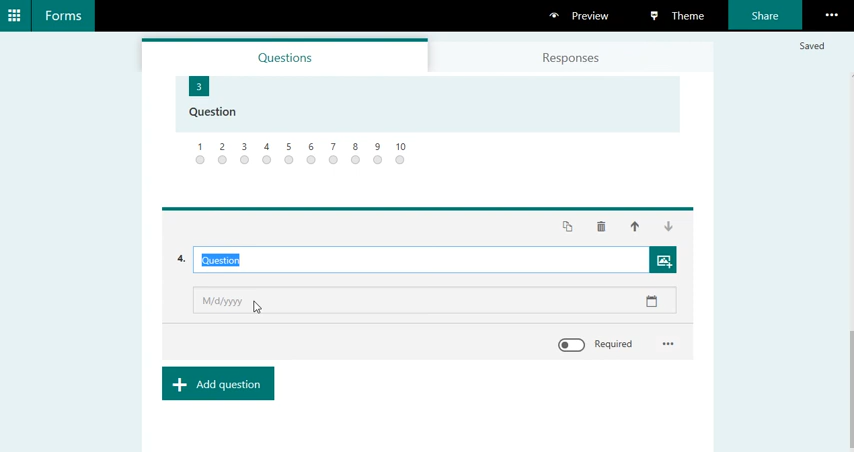 Forms
Preview
Theme
Share
Saved
Questions
Responses
3
Question
1 2 3 4 5 6 7 8 9 10
4.
Question
M/d/yyyy
Required
Add question